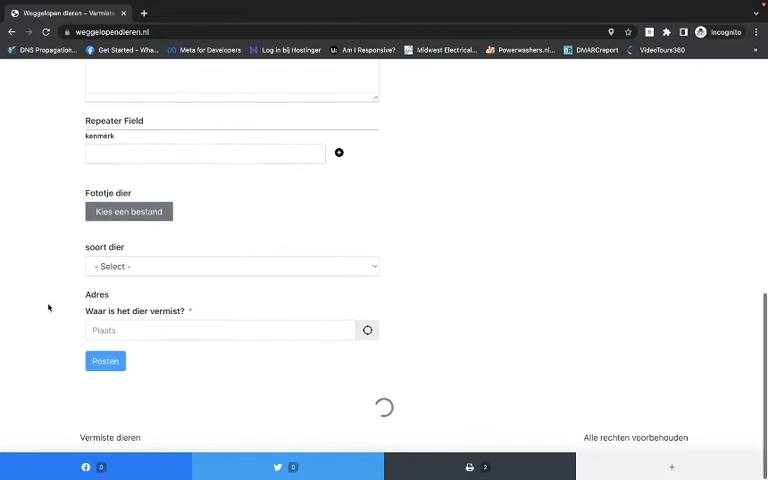 Weggelopen dieren – Vermiste
weggelopendieren.nl
Incognito
DNS Propagation...
Get Started - Wha...
Meta for Developers
Log in bij Hostinger
Am I Responsive?
Midwest Electrical...
Powerwashers.nl...
DMARCreport
VideoTours360
»
Repeater Field
kenmerk
Fototje dier
Kies een bestand
soort dier
- Select -
Adres
Waar is het dier vermist? *
Plaats
Posten
Vermiste dieren
Alle rechten voorbehouden
0
0
2
+